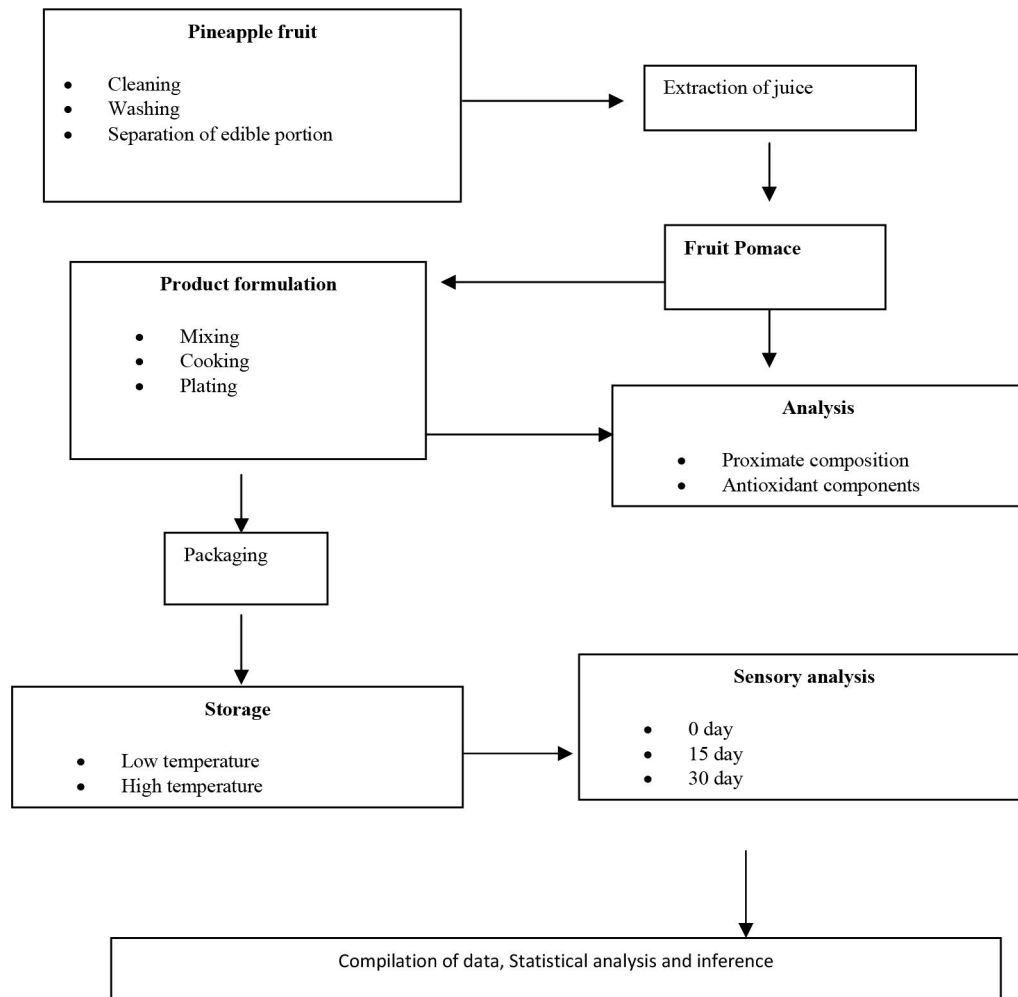 Pineapple fruit
• Cleaning
• Washing
• Separation of edible portion
Extraction of juice
Fruit Pomace
Product formulation
• Mixing
• Cooking
• Plating
Analysis
• Proximate composition
• Antioxidant components
Packaging
Storage
• Low temperature
• High temperature
Sensory analysis
• 0 day
• 15 day
• 30 day
Compilation of data, Statistical analysis and inference